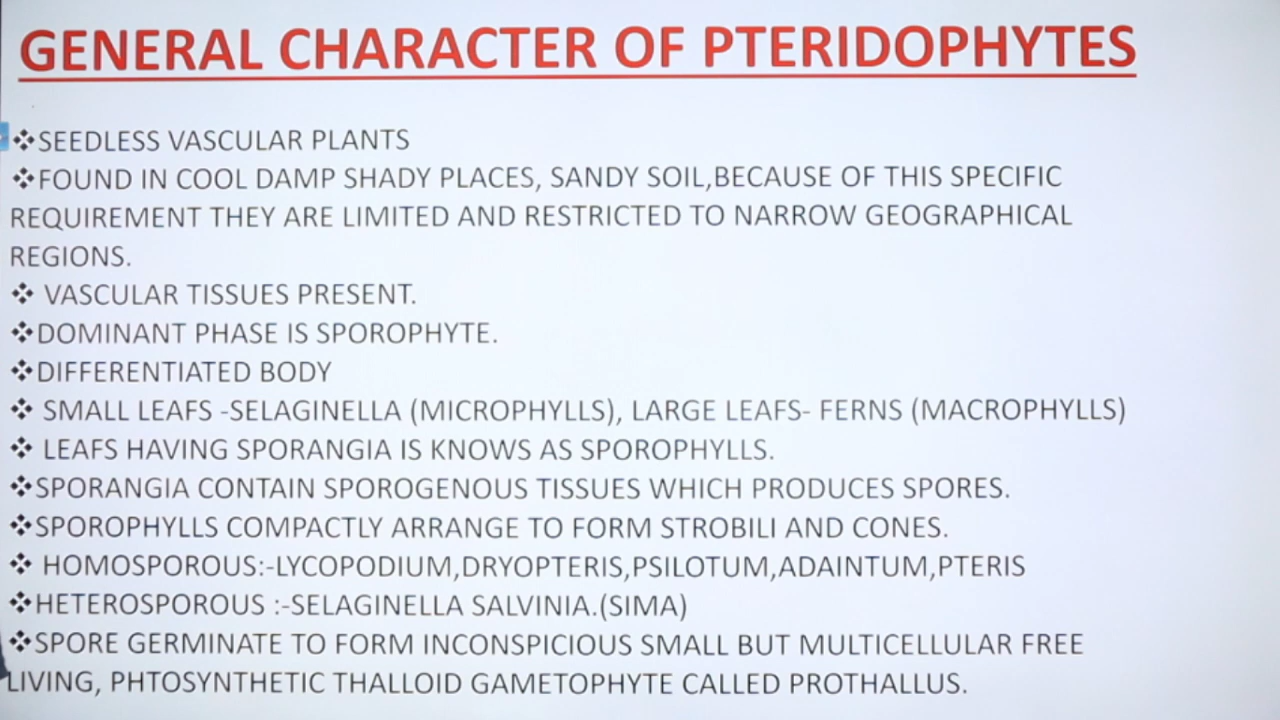 GENERAL CHARACTER OF PTERIDOPHYTES
❖SEEDLESS VASCULAR PLANTS
❖FOUND IN COOL DAMP SHADY PLACES, SANDY SOIL,BECAUSE OF THIS SPECIFIC
REQUIREMENT THEY ARE LIMITED AND RESTRICTED TO NARROW GEOGRAPHICAL
REGIONS.
❖ VASCULAR TISSUES PRESENT.
❖DOMINANT PHASE IS SPOROPHYTE.
❖DIFFERENTIATED BODY
❖ SMALL LEAFS -SELAGINELLA (MICROPHYLLS), LARGE LEAFS- FERNS (MACROPHYLLS)
❖ LEAFS HAVING SPORANGIA IS KNOWS AS SPOROPHYLLS.
❖SPORANGIA CONTAIN SPOROGENOUS TISSUES WHICH PRODUCES SPORES.
❖SPOROPHYLLS COMPACTLY ARRANGE TO FORM STROBILI AND CONES.
❖ HOMOSPOROUS:-LYCOPODIUM,DRYOPTERIS,PSILOTUM,ADAINTUM,PTERIS
❖HETEROSPOROUS :-SELAGINELLA SALVINIA.(SIMA)
❖SPORE GERMINATE TO FORM INCONSPICIOUS SMALL BUT MULTICELLULAR FREE
LIVING, PHTOSYNTHETIC THALLOID GAMETOPHYTE CALLED PROTHALLUS.